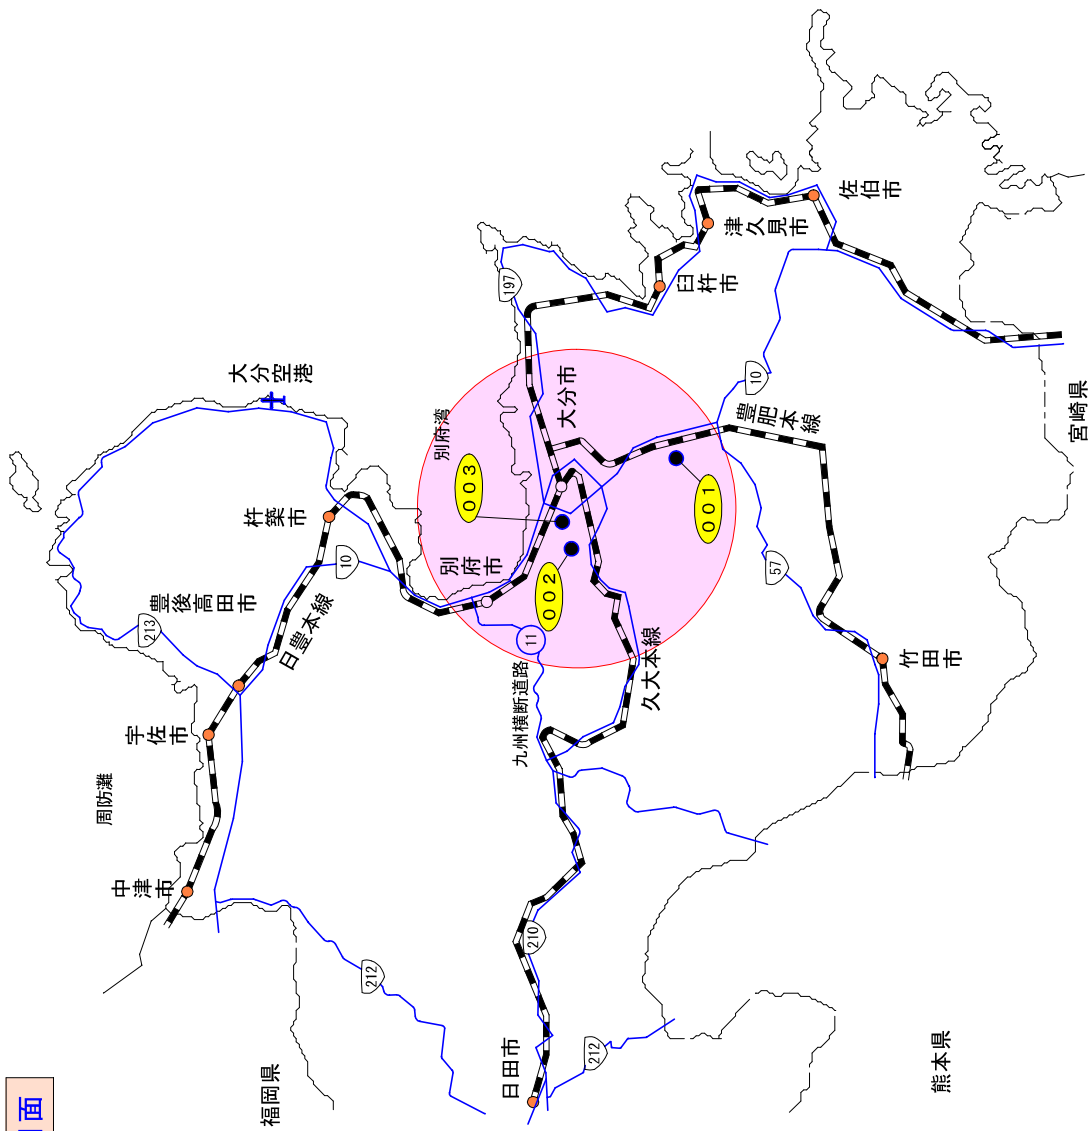 大分空港
杵築市
豊後高田市
日豊本線
宇佐市
周防灘
中津市
福岡県
213
10
212
別府湾
003
別府市
002
11
九州横断道路
久大本線
大分市
197
臼杵市
津久見市
佐伯市
10
豊肥本線
001
57
竹田市
宮崎県
210
日田市
212
熊本県
面